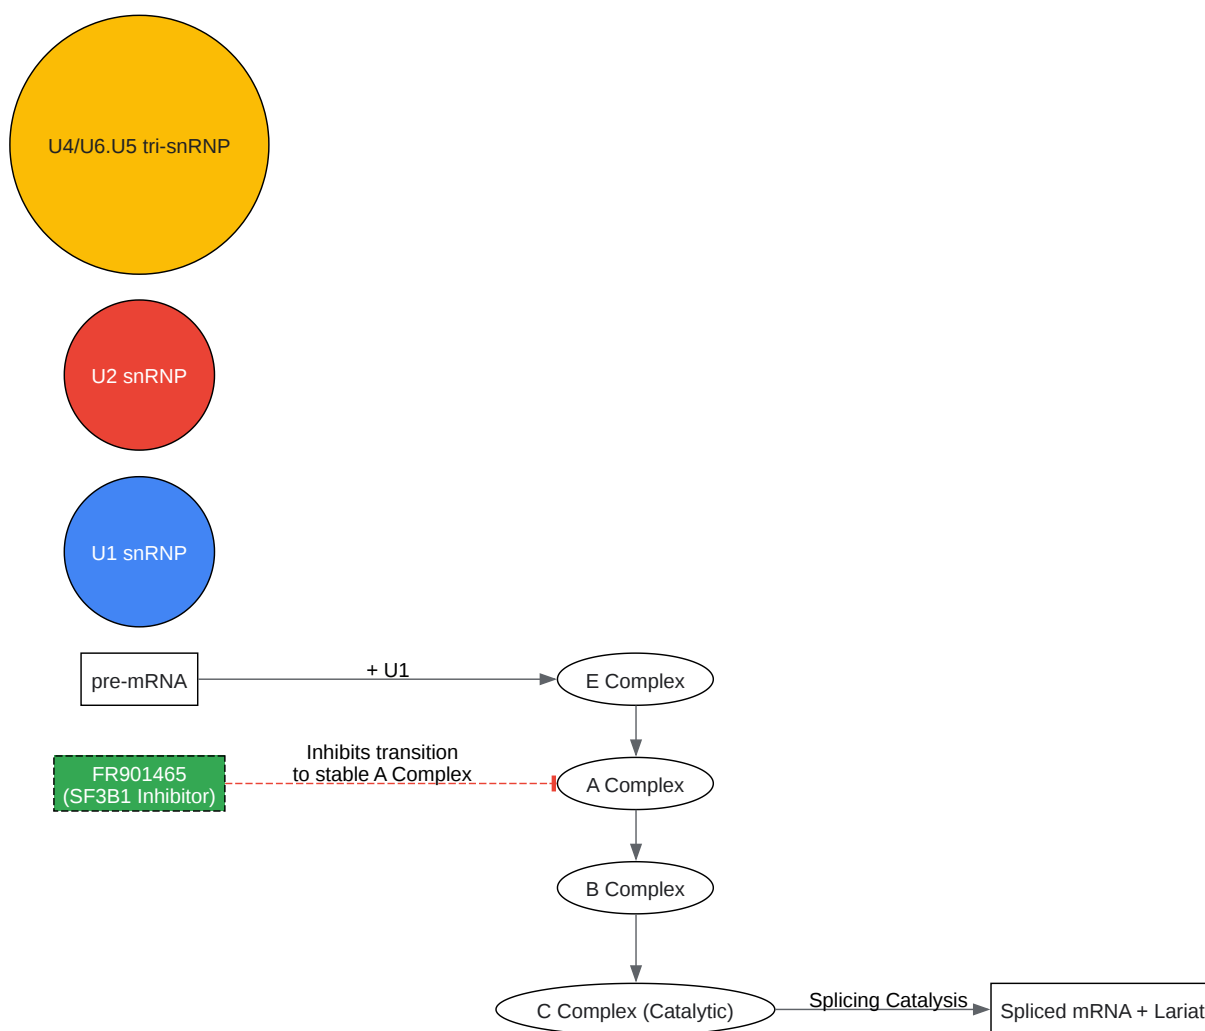 U4/U6.U5 tri-snRNP
U2 snRNP
U1 snRNP
pre-mRNA
+ U1
E Complex
FR901465
(SF3B1 Inhibitor)
Inhibits transition
to stable A Complex
A Complex
B Complex
C Complex (Catalytic)
Splicing Catalysis
Spliced mRNA + Lariat